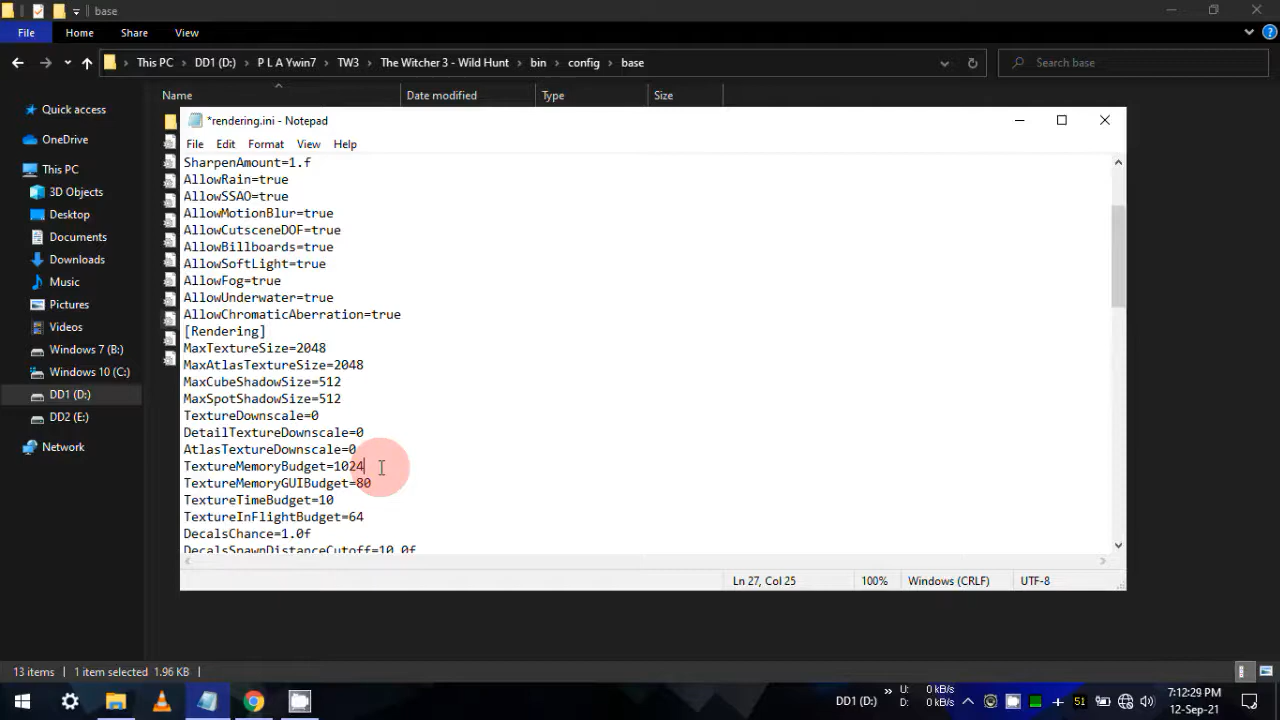 base
File Home Share View
This PC DD1 (D:) P L A Ywin7 TW3 The Witcher 3 - Wild Hunt bin config base Search base
Name Date modified Type Size
Quick access
OneDrive
This PC
3D Objects
Desktop
Documents
Downloads
Music
Pictures
Videos
Windows 7 (B:)
Windows 10 (C:)
DD1 (D:)
DD2 (E:)
Network
*rendering.ini - Notepad
File Edit Format View Help
SharpenAmount=1.f
AllowRain=true
AllowSSAO=true
AllowMotionBlur=true
AllowCutsceneDOF=true
AllowBillboards=true
AllowSoftLight=true
AllowFog=true
AllowUnderwater=true
AllowChromaticAberration=true
[Rendering]
MaxTextureSize=2048
MaxAtlasTextureSize=2048
MaxCubeShadowSize=512
MaxSpotShadowSize=512
TextureDownscale=0
DetailTextureDownscale=0
AtlasTextureDownscale=0
TextureMemoryBudget=1024
TextureMemoryGUIBudget=80
TextureTimeBudget=10
TextureInFlightBudget=64
DecalsChance=1.0f
DecalsSpawnDistanceCutoff=10.0f
Ln 27, Col 25 100% Windows (CRLF) UTF-8
13 items 1 item selected 1.96 KB
DD1 (D:) » U: 0 kB/s
D: 0 kB/s
51
7:12:29 PM
12-Sep-21